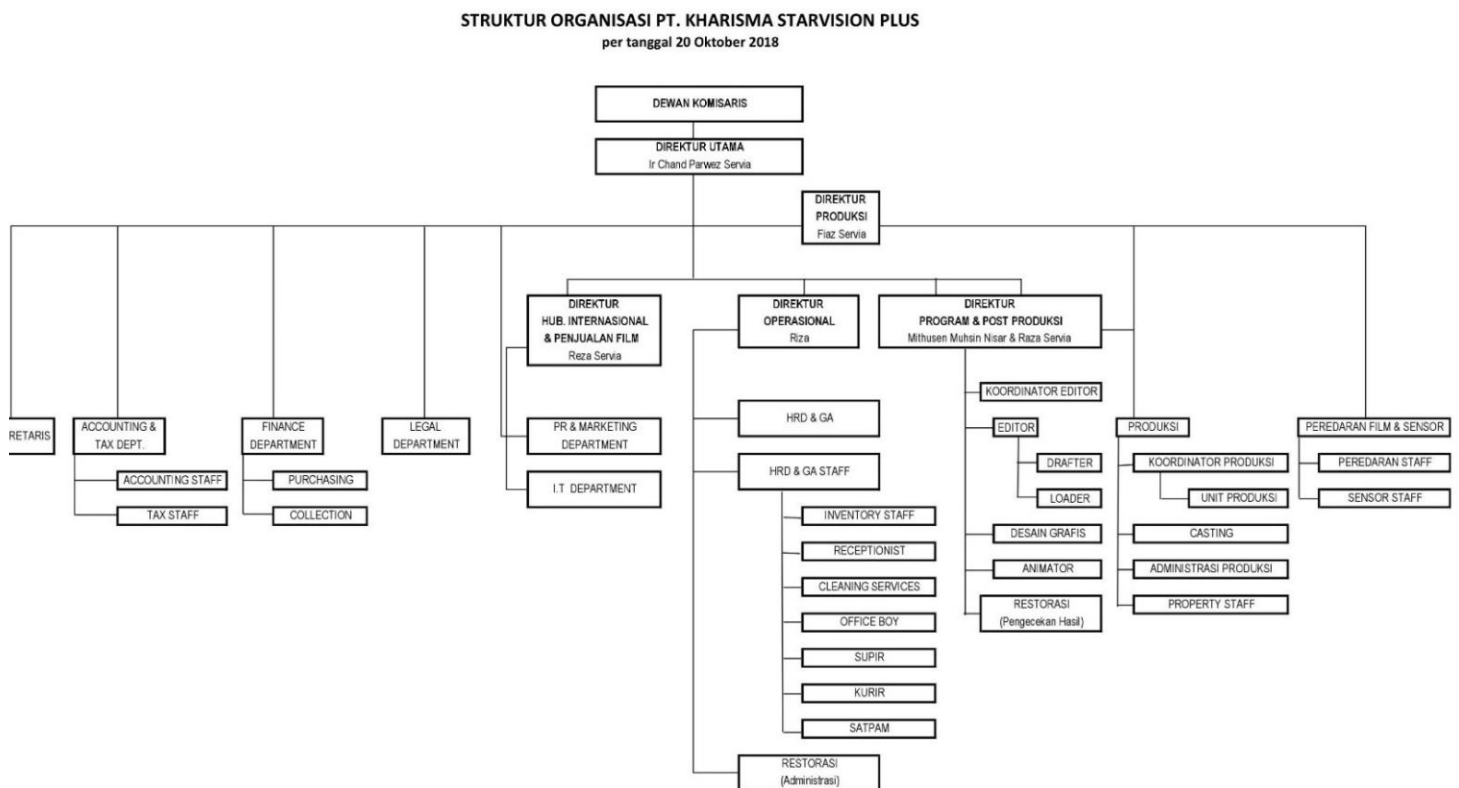 STRUKTUR ORGANISASI PT. KHARISMA STARVISION PLUS
per tanggal 20 Oktober 2018
DEWAN KOMISARIS
DIREKTUR UTAMA
Ir Chand Parwez Servia
DIREKTUR
PRODUKSI
Fiaz Servia
DIREKTUR
HUB. INTERNASIONAL
& PENJUALAN FILM
Reza Servia
DIREKTUR
OPERASIONAL
Riza
DIREKTUR
PROGRAM & POST PRODUKSI
Mithusen Muhsin Nisar & Raza Servia
RETARIS
ACCOUNTING &
TAX DEPT.
ACCOUNTING STAFF
TAX STAFF
FINANCE
DEPARTMENT
PURCHASING
COLLECTION
LEGAL
DEPARTMENT
PR & MARKETING
DEPARTMENT
I.T DEPARTMENT
HRD & GA
HRD & GA STAFF
INVENTORY STAFF
RECEPTIONIST
CLEANING SERVICES
OFFICE BOY
SUPIR
KURIR
SATPAM
RESTORASI
(Administrasi)
KOORDINATOR EDITOR
EDITOR
DRAFTER
LOADER
DESAIN GRAFIS
ANIMATOR
RESTORASI
(Pengecekan Hasil)
PRODUKSI
KOORDINATOR PRODUKSI
UNIT PRODUKSI
CASTING
ADMINISTRASI PRODUKSI
PROPERTY STAFF
PEREDARAN FILM & SENSOR
PEREDARAN STAFF
SENSOR STAFF